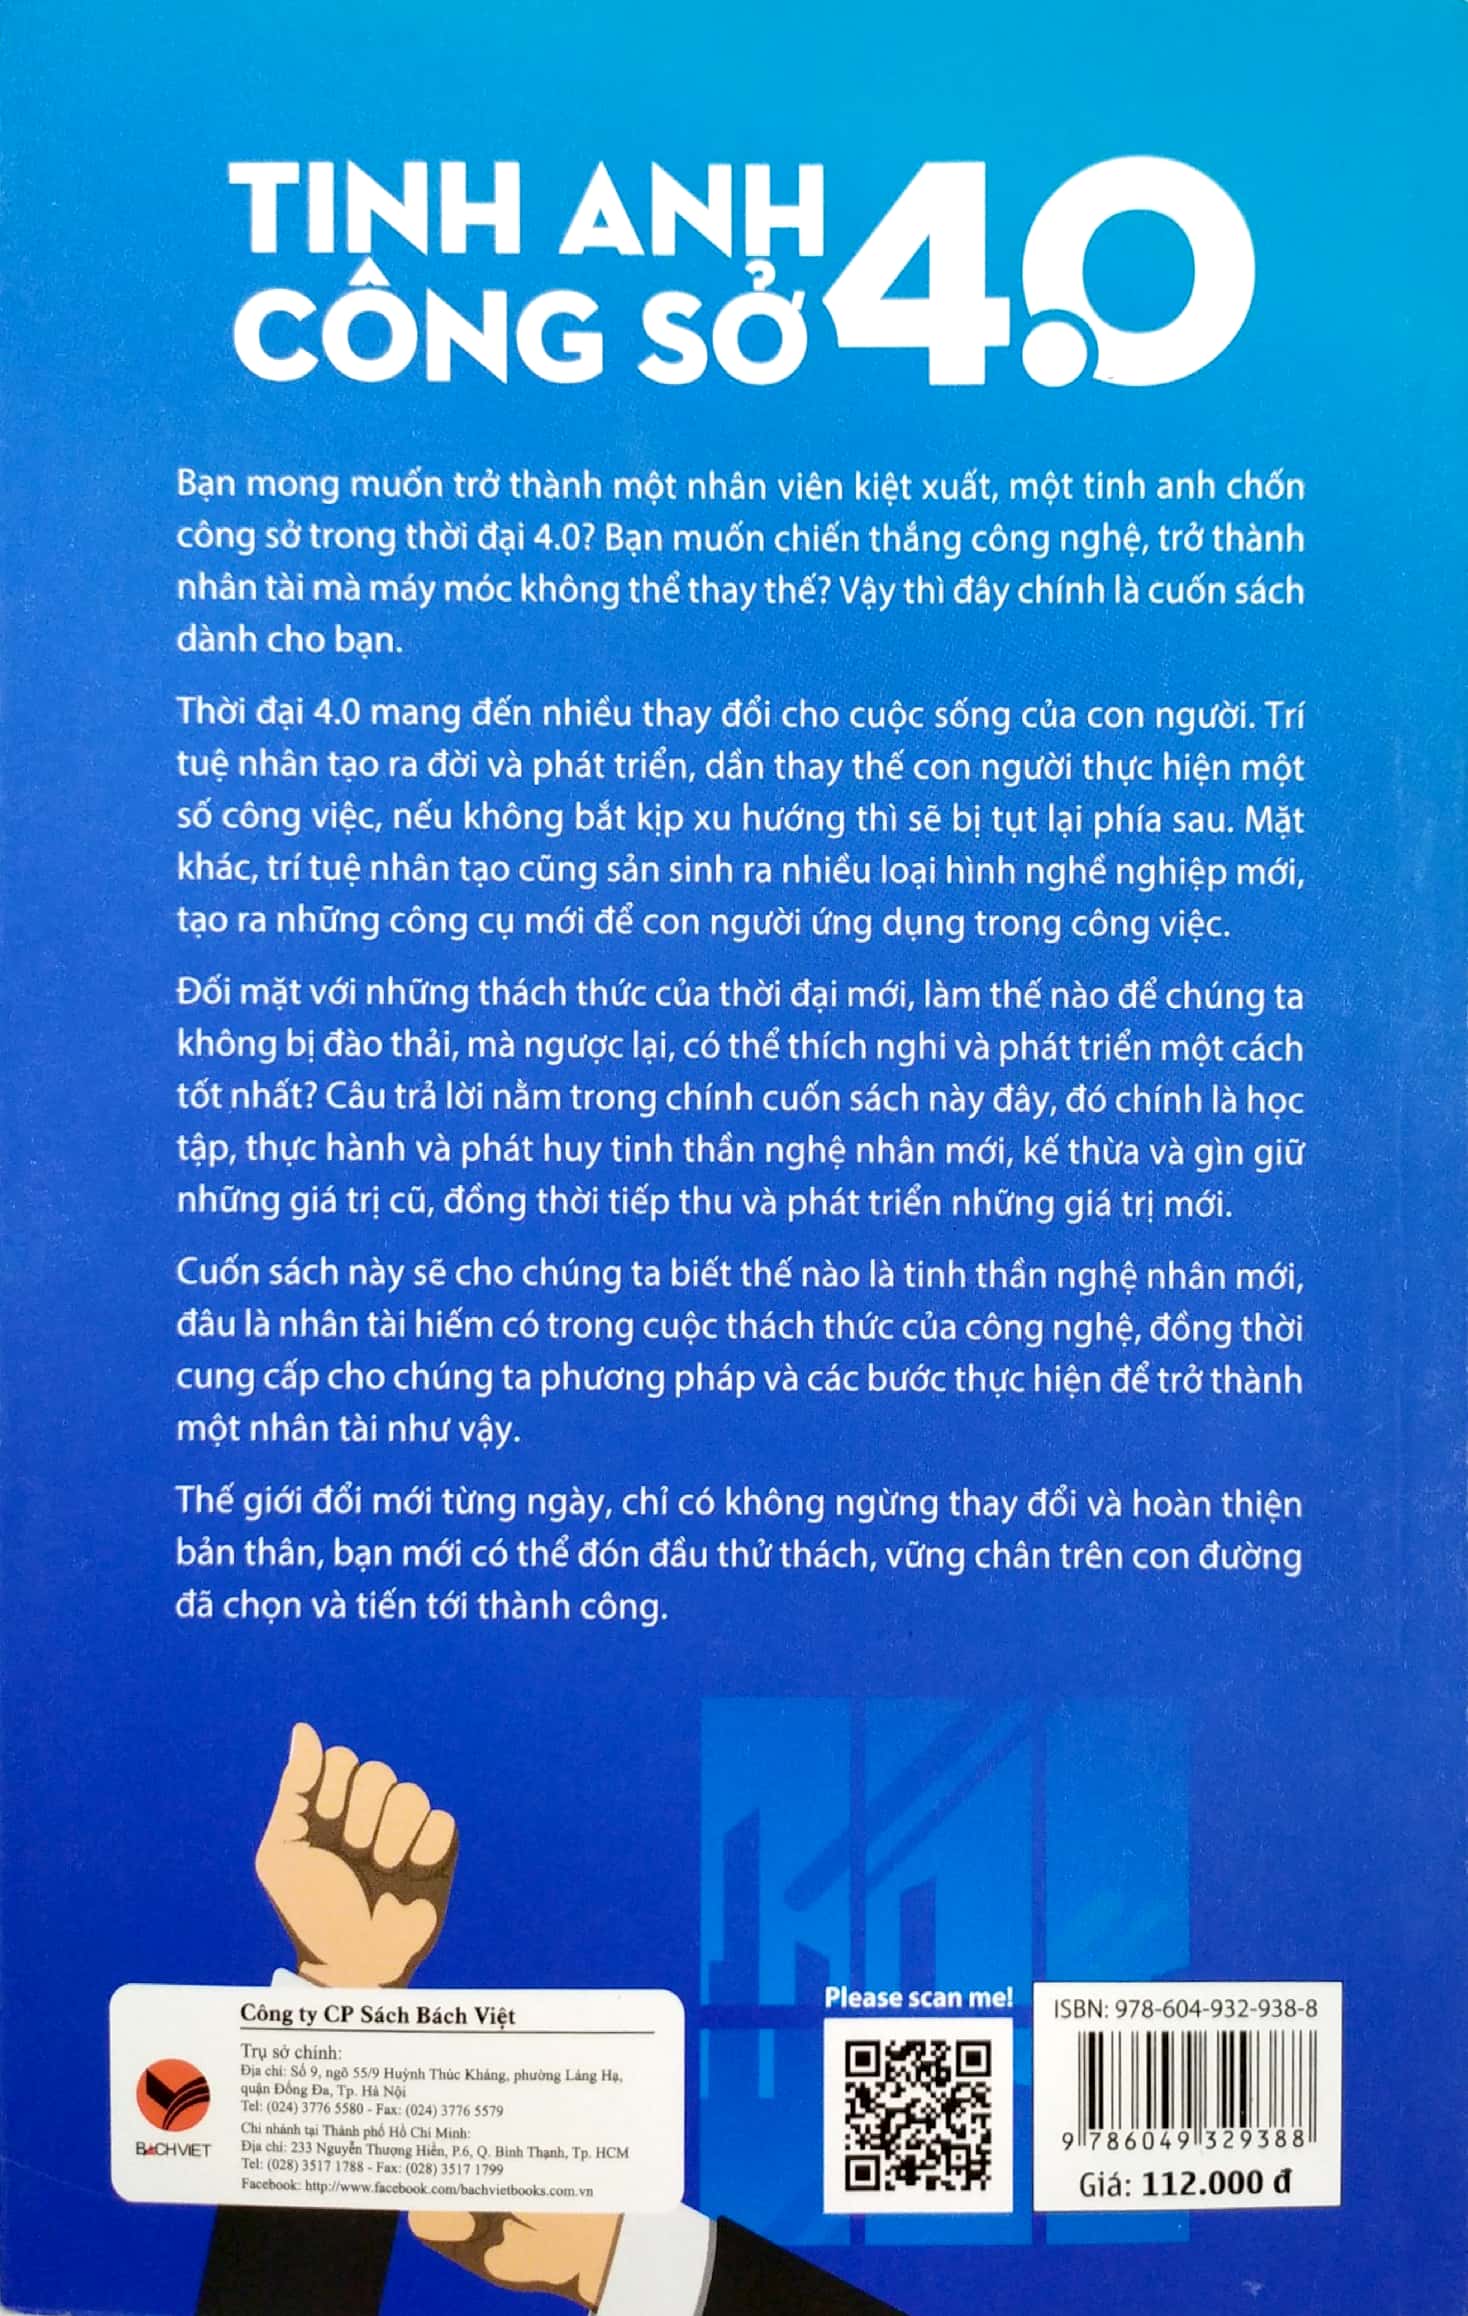 TINH ANH
CÔNG SỞ 4.0
Bạn mong muốn trở thành một nhân viên kiệt xuất, một tinh anh chốn
công sở trong thời đại 4.0? Bạn muốn chiến thắng công nghệ, trở thành
nhân tài mà máy móc không thể thay thế? Vậy thì đây chính là cuốn sách
dành cho bạn.
Thời đại 4.0 mang đến nhiều thay đổi cho cuộc sống của con người. Trí
tuệ nhân tạo ra đời và phát triển, dần thay thế con người thực hiện một
số công việc, nếu không bắt kịp xu hướng thì sẽ bị tụt lại phía sau. Mặt
khác, trí tuệ nhân tạo cũng sản sinh ra nhiều loại hình nghề nghiệp mới,
tạo ra những công cụ mới để con người ứng dụng trong công việc.
Đối mặt với những thách thức của thời đại mới, làm thế nào để chúng ta
không bị đào thải, mà ngược lại, có thể thích nghi và phát triển một cách
tốt nhất? Câu trả lời nằm trong chính cuốn sách này đây, đó chính là học
tập, thực hành và phát huy tinh thần nghệ nhân mới, kế thừa và gìn giữ
những giá trị cũ, đồng thời tiếp thu và phát triển những giá trị mới.
Cuốn sách này sẽ cho chúng ta biết thế nào là tinh thần nghệ nhân mới,
đâu là nhân tài hiếm có trong cuộc thách thức của công nghệ, đồng thời
cung cấp cho chúng ta phương pháp và các bước thực hiện để trở thành
một nhân tài như vậy.
Thế giới đổi mới từng ngày, chỉ có không ngừng thay đổi và hoàn thiện
bản thân, bạn mới có thể đón đầu thử thách, vững chân trên con đường
đã chọn và tiến tới thành công.
Công ty CP Sách Bách Việt
Trụ sở chính:
Địa chỉ: Số 9, ngõ 55/9 Huỳnh Thúc Kháng, phường Láng Hạ,
quận Đống Đa, Tp. Hà Nội
Tel: (024) 3776 5580 - Fax: (024) 3776 5579
Chi nhánh tại Thành phố Hồ Chí Minh:
Địa chỉ: 233 Nguyễn Thượng Hiền, P.6, Q. Bình Thạnh, Tp. HCM
Tel: (028) 3517 1788 - Fax: (028) 3517 1799
Facebook: http://www.facebook.com/bachvietbooks.com.vn
BACHVIET
Please scan me!
ISBN: 978-604-932-938-8
9 786049 329388
Giá: 112.000 đ